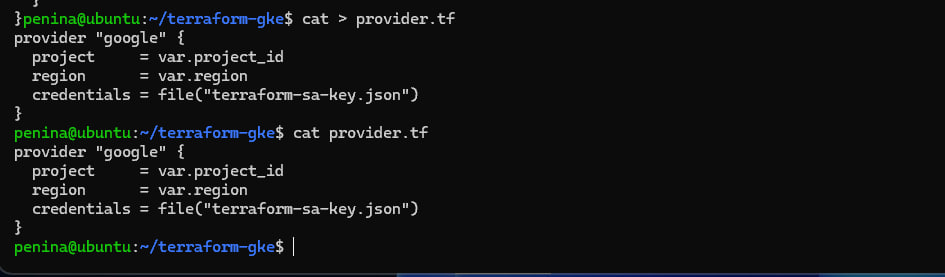 }
}penina@ubuntu:~/terraform-gke$ cat > provider.tf
provider "google" {
  project     = var.project_id
  region      = var.region
  credentials = file("terraform-sa-key.json")
}
penina@ubuntu:~/terraform-gke$ cat provider.tf
provider "google" {
  project     = var.project_id
  region      = var.region
  credentials = file("terraform-sa-key.json")
}
penina@ubuntu:~/terraform-gke$